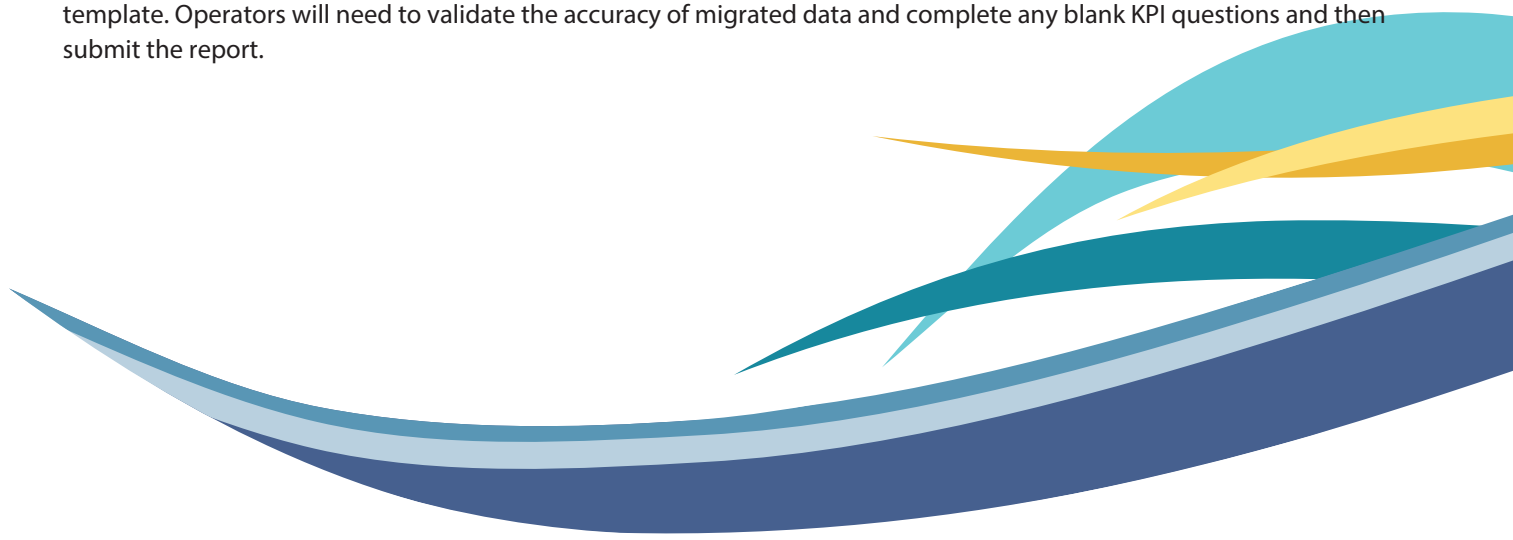 template. Operators will need to validate the accuracy of migrated data and complete any blank KPI questions and then
submit the report.